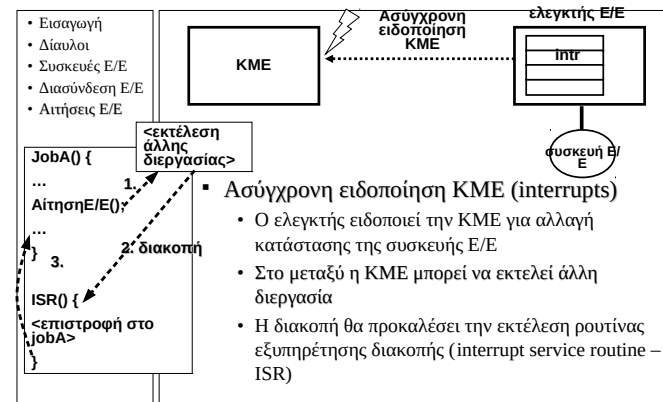 • Εισαγωγή
• Δίαυλοι
• Συσκευές Ε/Ε
• Διασύνδεση Ε/Ε
• Αιτήσεις Ε/Ε
ΚΜΕ
Ασύγχρονη
ειδοποίηση
ΚΜΕ
ελεγκτής Ε/Ε
intr
συσκευή Ε/
Ε
<εκτέλεση
άλλης
διεργασίας>
JobA() {
…
ΑίτησηΕ/Ε();
…
}
1.
2. διακοπή
3.
ISR() {
<επιστροφή στο
jobA>
}
▪ Ασύγχρονη ειδοποίηση ΚΜΕ (interrupts)
• Ο ελεγκτής ειδοποιεί την ΚΜΕ για αλλαγή
κατάστασης της συσκευής Ε/Ε
• Στο μεταξύ η ΚΜΕ μπορεί να εκτελεί άλλη
διεργασία
• Η διακοπή θα προκαλέσει την εκτέλεση ρουτίνας
εξυπηρέτησης διακοπής (interrupt service routine –
ISR)